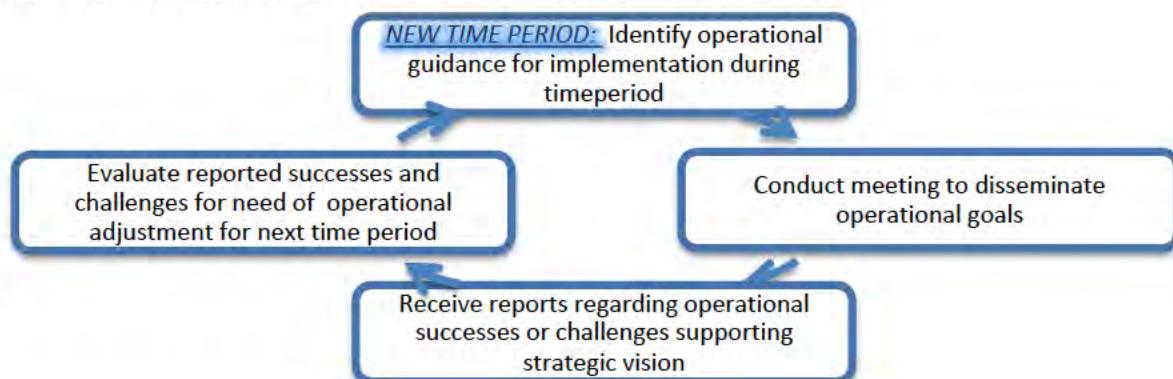 NEW TIME PERIOD: Identify operational
guidance for implementation during
timeperiod
Conduct meeting to disseminate
operational goals
Receive reports regarding operational
successes or challenges supporting
strategic vision
Evaluate reported successes and
challenges for need of operational
adjustment for next time period